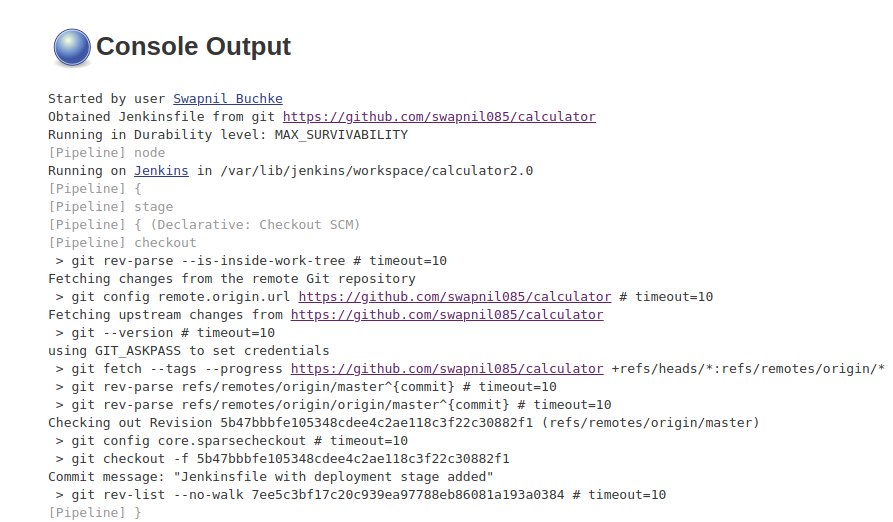 Console Output
Started by user Swapnil Buchke
Obtained Jenkinsfile from git https://github.com/swapnil085/calculator
Running in Durability level: MAX_SURVIVABILITY
[Pipeline] node
Running on Jenkins in /var/lib/jenkins/workspace/calculator2.0
[Pipeline] {
[Pipeline] stage
[Pipeline] { (Declarative: Checkout SCM)
[Pipeline] checkout
 > git rev-parse --is-inside-work-tree # timeout=10
Fetching changes from the remote Git repository
 > git config remote.origin.url https://github.com/swapnil085/calculator # timeout=10
Fetching upstream changes from https://github.com/swapnil085/calculator
 > git --version # timeout=10
using GIT_ASKPASS to set credentials
 > git fetch --tags --progress https://github.com/swapnil085/calculator +refs/heads/*:refs/remotes/origin/*
 > git rev-parse refs/remotes/origin/master^{commit} # timeout=10
 > git rev-parse refs/remotes/origin/origin/master^{commit} # timeout=10
Checking out Revision 5b47bbbfe105348cdee4c2ae118c3f22c30882f1 (refs/remotes/origin/master)
 > git config core.sparsecheckout # timeout=10
 > git checkout -f 5b47bbbfe105348cdee4c2ae118c3f22c30882f1
Commit message: "Jenkinsfile with deployment stage added"
 > git rev-list --no-walk 7ee5c3bf17c20c939ea97788eb86081a193a0384 # timeout=10
[Pipeline] }